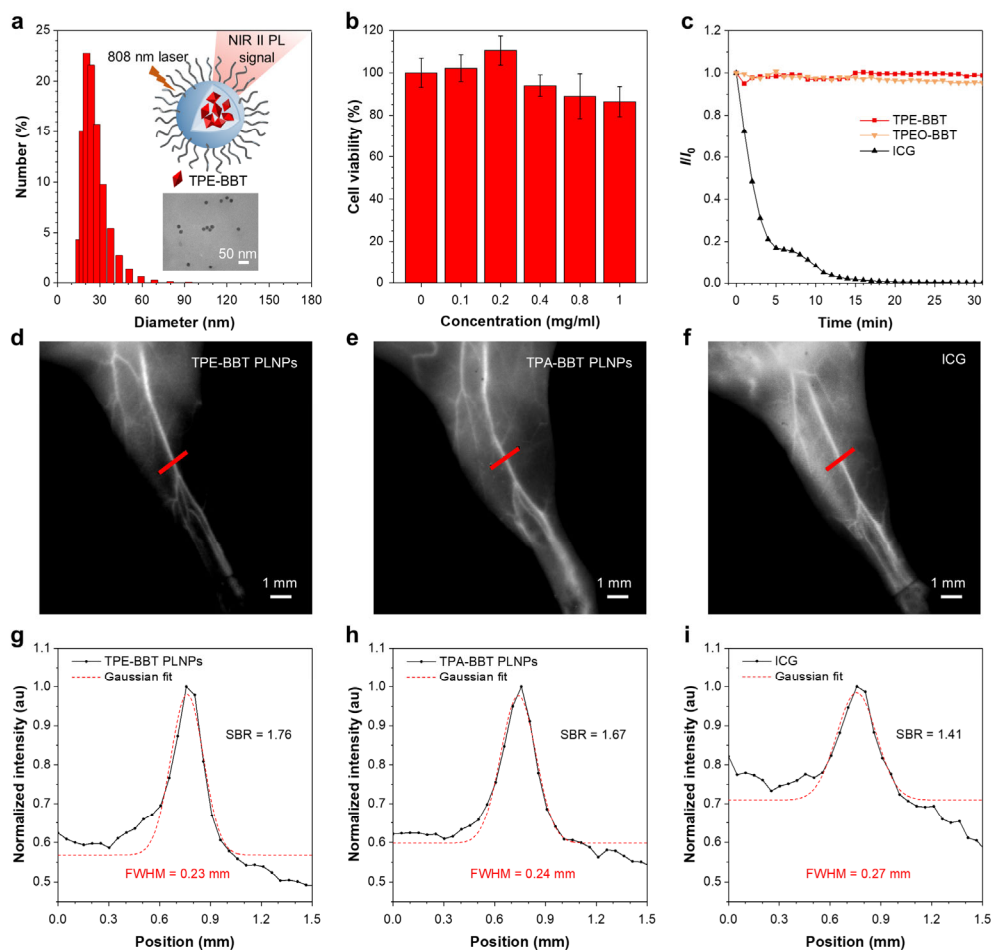 a
25
20
15
10
5
0
Number (%)
0 30 60 90 120 150 180
Diameter (nm)
808 nm laser
NIR II PL
signal
TPE-BBT
50 nm
b
120
100
80
60
40
20
0
Cell viability (%)
0 0.1 0.2 0.4 0.8 1
Concentration (mg/ml)
c
1.2
1.0
0.8
0.6
0.4
0.2
0.0
I/I0
TPE-BBT
TPEO-BBT
ICG
0 10 20 30
Time (min)
d
TPE-BBT PLNPs
1 mm
e
TPA-BBT PLNPs
1 mm
f
ICG
1 mm
g
1.1
1.0
0.9
0.8
0.7
0.6
0.5
Normalized intensity (au)
TPE-BBT PLNPs
Gaussian fit
SBR = 1.76
FWHM = 0.23 mm
0.0 0.3 0.6 0.9 1.2 1.5
Position (mm)
h
1.1
1.0
0.9
0.8
0.7
0.6
0.5
Normalized intensity (au)
TPA-BBT PLNPs
Gaussian fit
SBR = 1.67
FWHM = 0.24 mm
0.0 0.3 0.6 0.9 1.2 1.5
Position (mm)
i
1.1
1.0
0.9
0.8
0.7
0.6
0.5
Normalized intensity (au)
ICG
Gaussian fit
SBR = 1.41
FWHM = 0.27 mm
0.0 0.3 0.6 0.9 1.2 1.5
Position (mm)